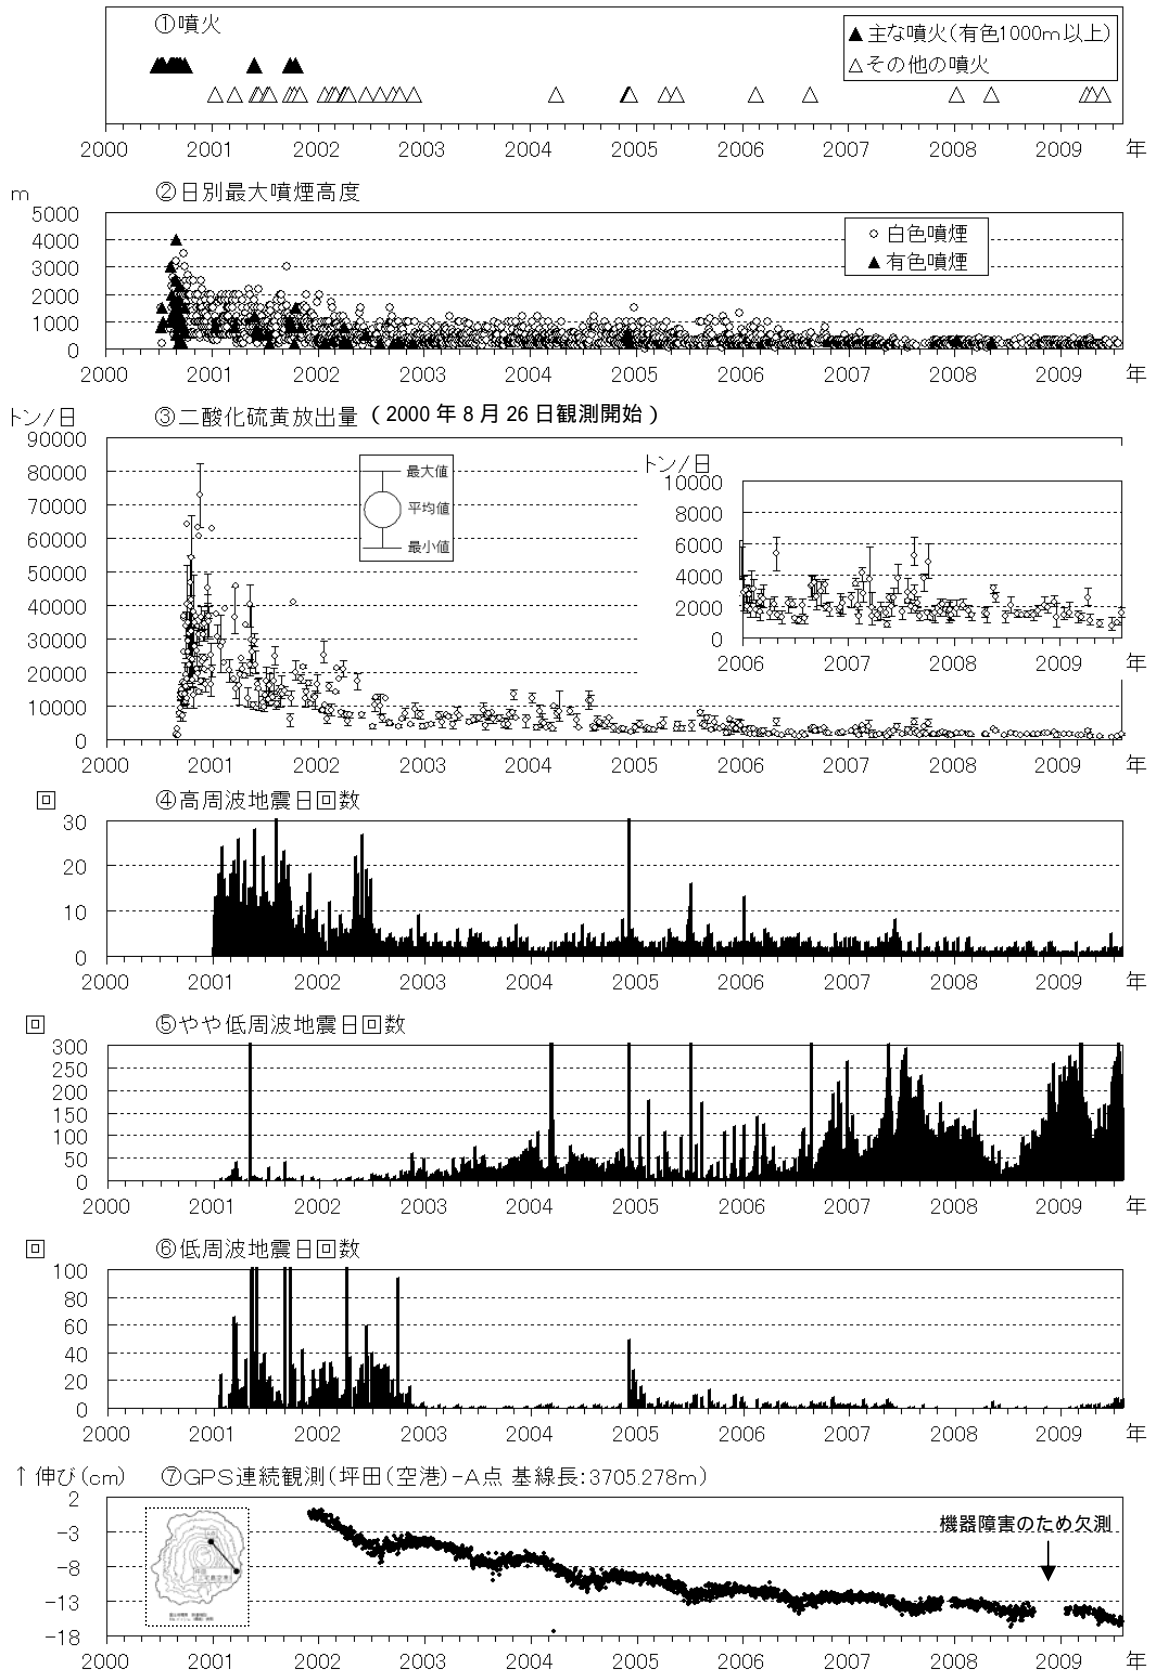 ①噴火
▲ 主な噴火(有色1000m以上)
△ その他の噴火
2000 2001 2002 2003 2004 2005 2006 2007 2008 2009 年
m ②日別最大噴煙高度
5000
4000
3000
2000
1000
0
○ 白色噴煙
▲ 有色噴煙
2000 2001 2002 2003 2004 2005 2006 2007 2008 2009 年
トン/日 ③二酸化硫黄放出量 (2000年8月26日観測開始)
90000
80000
70000
60000
50000
40000
30000
20000
10000
0
最大値
平均値
最小値
トン/日
10000
8000
6000
4000
2000
0
2006 2007 2008 2009 年
2000 2001 2002 2003 2004 2005 2006 2007 2008 2009 年
回 ④高周波地震日回数
30
20
10
0
2000 2001 2002 2003 2004 2005 2006 2007 2008 2009 年
回 ⑤やや低周波地震日回数
300
250
200
150
100
50
0
2000 2001 2002 2003 2004 2005 2006 2007 2008 2009 年
回 ⑥低周波地震日回数
100
80
60
40
20
0
2000 2001 2002 2003 2004 2005 2006 2007 2008 2009 年
↑伸び(cm) ⑦GPS連続観測(坪田(空港)-A点 基線長:3705.278m)
2
-3
-8
-13
-18
機器障害のため欠測
2000 2001 2002 2003 2004 2005 2006 2007 2008 2009 年